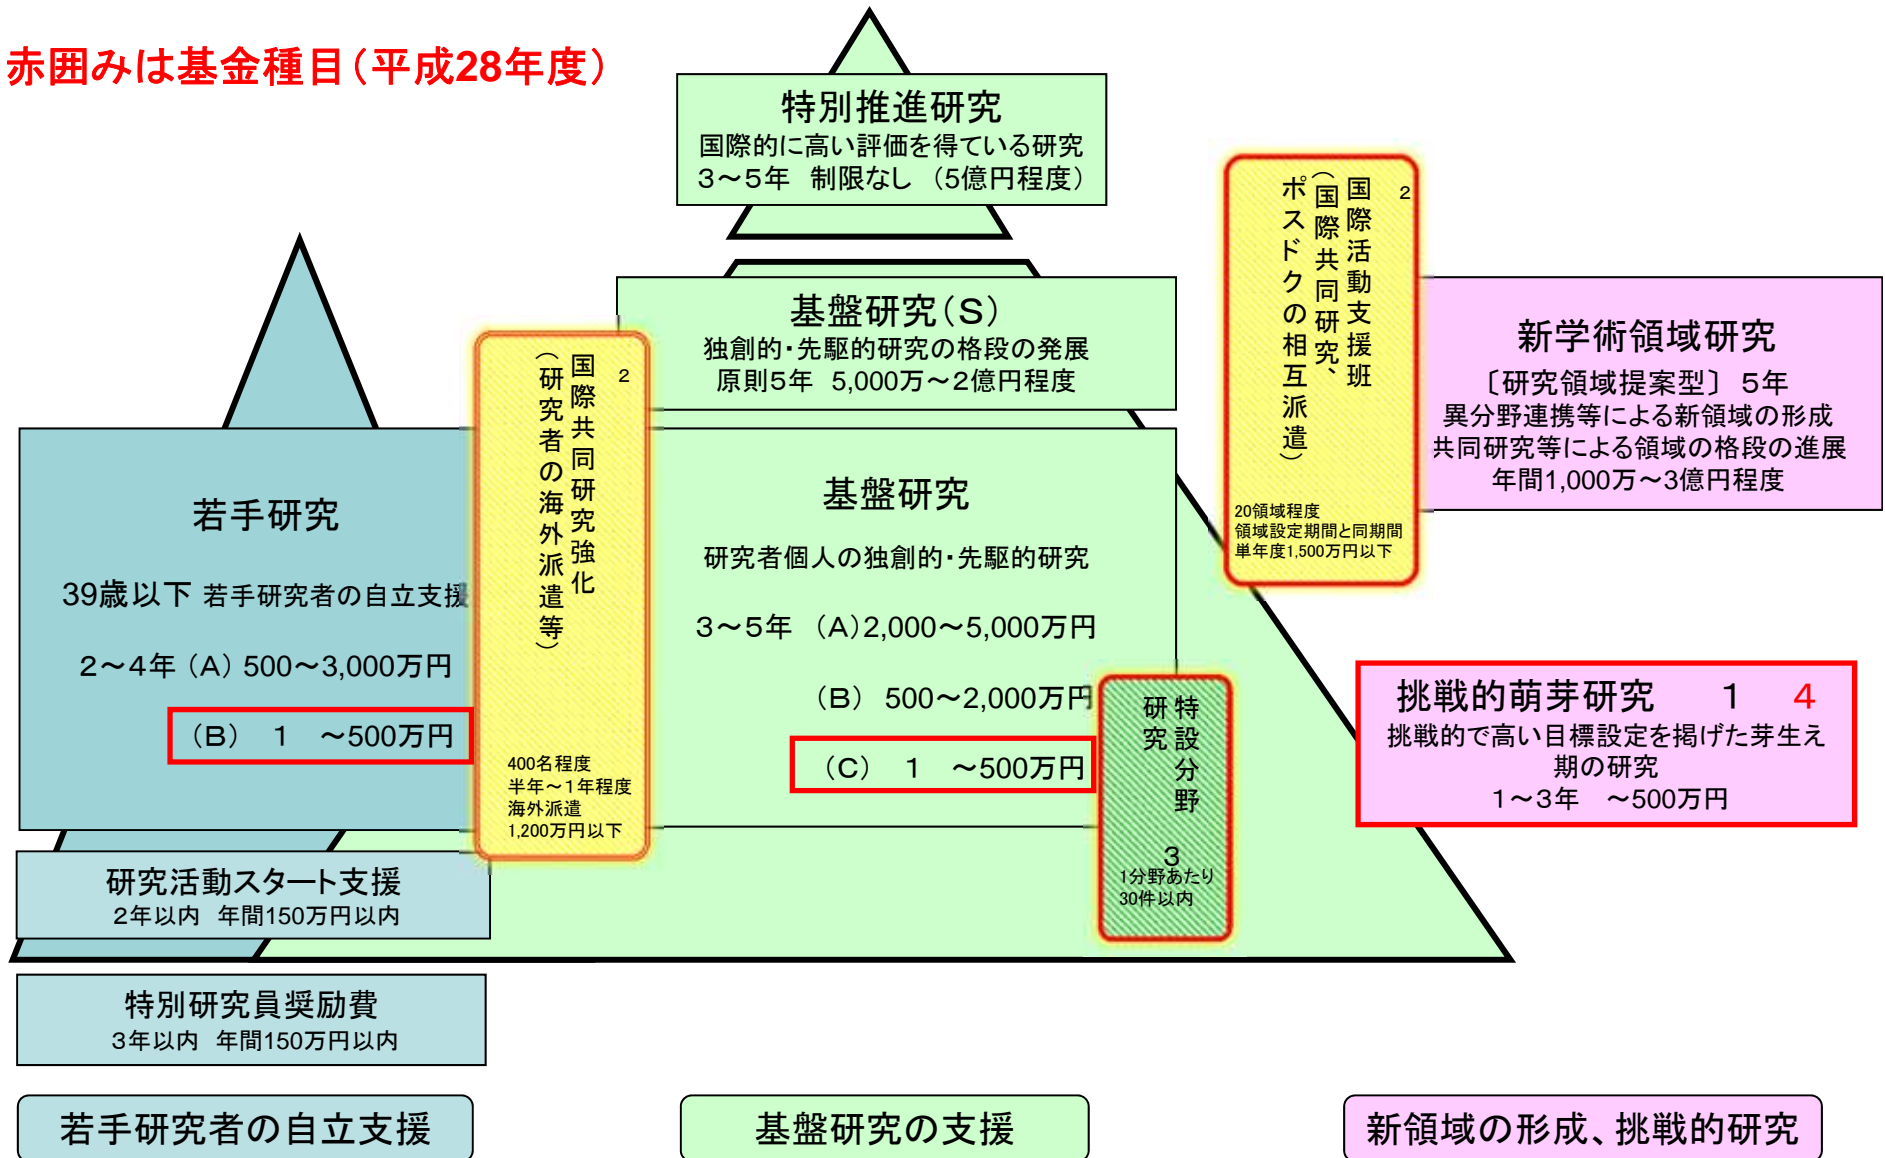 赤囲みは基金種目(平成28年度)
特別推進研究
国際的に高い評価を得ている研究
3~5年 制限なし (5億円程度)
基盤研究(S)
独創的・先駆的研究の格段の発展
原則5年 5,000万~2億円程度
国際活動支援班 2
(国際共同研究、
ポスドクの相互派遣)
20領域程度
領域設定期間と同期間
単年度1,500万円以下
新学術領域研究
〔研究領域提案型〕 5年
異分野連携等による新領域の形成
共同研究等による領域の格段の進展
年間1,000万~3億円程度
若手研究
39歳以下 若手研究者の自立支援
2~4年 (A) 500~3,000万円
(B) 1 ~500万円
国際共同研究強化 2
(研究者の海外派遣等)
400名程度
半年~1年程度
海外派遣
1,200万円以下
基盤研究
研究者個人の独創的・先駆的研究
3~5年 (A)2,000~5,000万円
(B) 500~2,000万円
(C) 1 ~500万円
特設分野
研究
3
1分野あたり
30件以内
挑戦的萌芽研究 1 4
挑戦的で高い目標設定を掲げた芽生え
期の研究
1~3年 ~500万円
研究活動スタート支援
2年以内 年間150万円以内
特別研究員奨励費
3年以内 年間150万円以内
若手研究者の自立支援
基盤研究の支援
新領域の形成、挑戦的研究